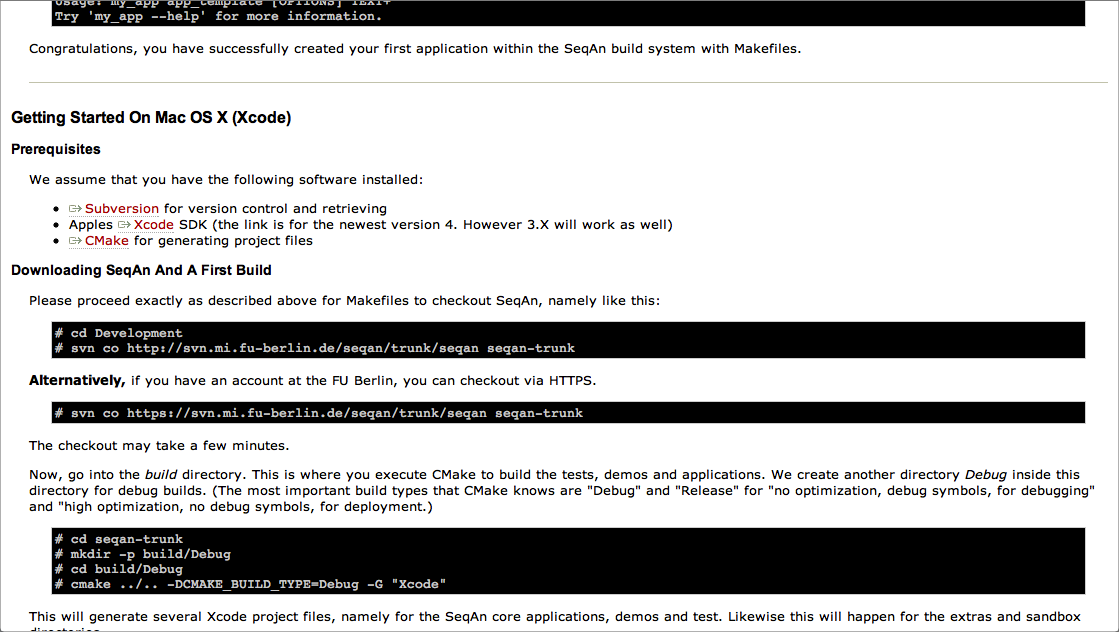 Usage: my_app app_template [OPTIONS] TEXT+
Try 'my_app --help' for more information.
Congratulations, you have successfully created your first application within the SeqAn build system with Makefiles.
Getting Started On Mac OS X (Xcode)
Prerequisites
We assume that you have the following software installed:
Subversion for version control and retrieving
Apples Xcode SDK (the link is for the newest version 4. However 3.X will work as well)
CMake for generating project files
Downloading SeqAn And A First Build
Please proceed exactly as described above for Makefiles to checkout SeqAn, namely like this:
# cd Development
# svn co http://svn.mi.fu-berlin.de/seqan/trunk/seqan seqan-trunk
Alternatively, if you have an account at the FU Berlin, you can checkout via HTTPS.
# svn co https://svn.mi.fu-berlin.de/seqan/trunk/seqan seqan-trunk
The checkout may take a few minutes.
Now, go into the build directory. This is where you execute CMake to build the tests, demos and applications. We create another directory Debug inside this
directory for debug builds. (The most important build types that CMake knows are "Debug" and "Release" for "no optimization, debug symbols, for debugging"
and "high optimization, no debug symbols, for deployment.)
# cd seqan-trunk
# mkdir -p build/Debug
# cd build/Debug
# cmake ../.. -DCMAKE_BUILD_TYPE=Debug -G "Xcode"
This will generate several Xcode project files, namely for the SeqAn core applications, demos and test. Likewise this will happen for the extras and sandbox
directories.